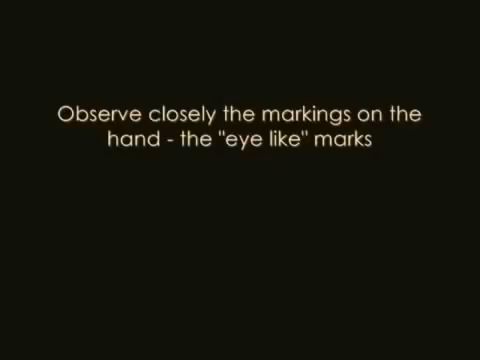 Observe closely the markings on the
hand - the "eye like" marks